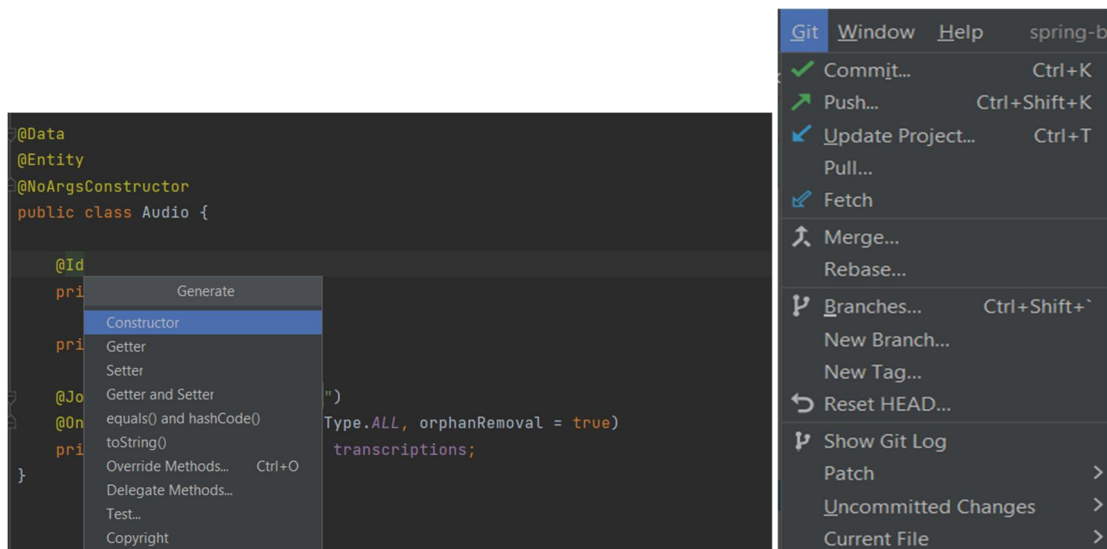 @Data
@Entity
@NoArgsConstructor
public class Audio {
@Id
pri
Generate
Constructor
pri
Getter
Setter
@Jo
Getter and Setter
")
@On
equals() and hashCode()
Type.ALL, orphanRemoval = true)
toString()
pri
transcriptions;
Override Methods... Ctrl+O
}
Delegate Methods...
Test...
Copyright
Git Window Help spring-b
Commit... Ctrl+K
Push... Ctrl+Shift+K
Update Project... Ctrl+T
Pull...
Fetch
Merge...
Rebase...
Branches... Ctrl+Shift+`
New Branch...
New Tag...
Reset HEAD...
Show Git Log
Patch
Uncommitted Changes
Current File